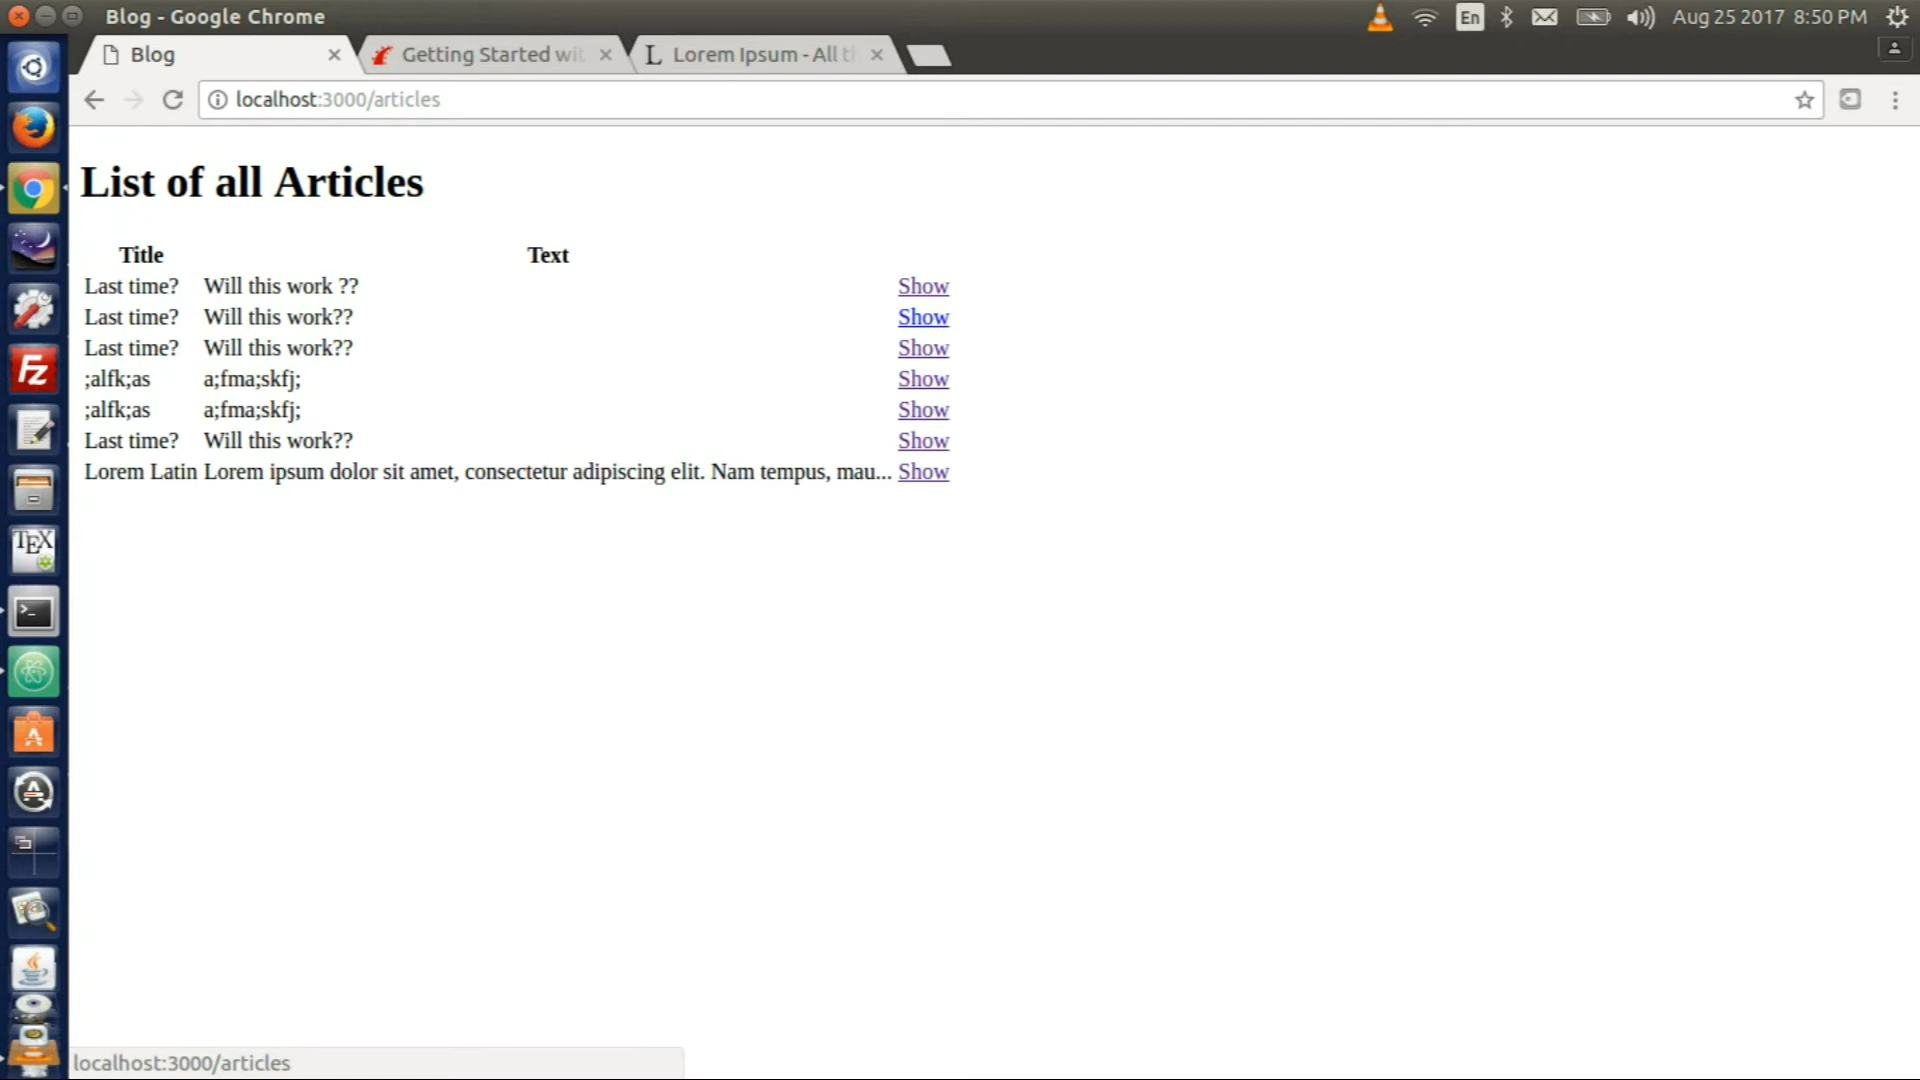 Blog - Google Chrome
En
Aug 25 2017 8:50 PM
Blog
Getting Started wit
L Lorem Ipsum - All th
localhost:3000/articles
List of all Articles
Title Text
Last time? Will this work ?? Show
Last time? Will this work?? Show
Last time? Will this work?? Show
;alfk;as a;fma;skfj; Show
;alfk;as a;fma;skfj; Show
Last time? Will this work?? Show
Lorem Latin Lorem ipsum dolor sit amet, consectetur adipiscing elit. Nam tempus, mau... Show
Fz
TEX
localhost:3000/articles